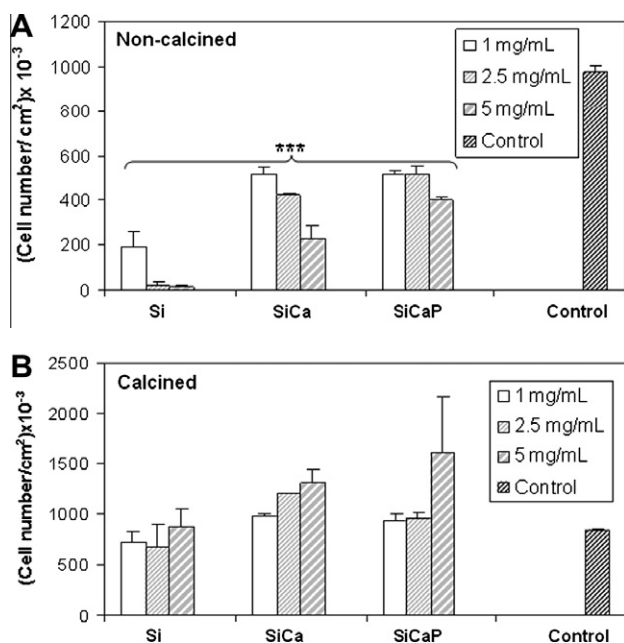 A
Non-calcined
(Cell number/ cm²)x 10⁻³
1200
1000
800
600
400
200
0
1 mg/mL
2.5 mg/mL
5 mg/mL
Control
***
Si SiCa SiCaP Control
B
Calcined
(Cell number/cm²)x10⁻³
2500
2000
1500
1000
500
0
1 mg/mL
2.5 mg/mL
5 mg/mL
Control
Si SiCa SiCaP Control